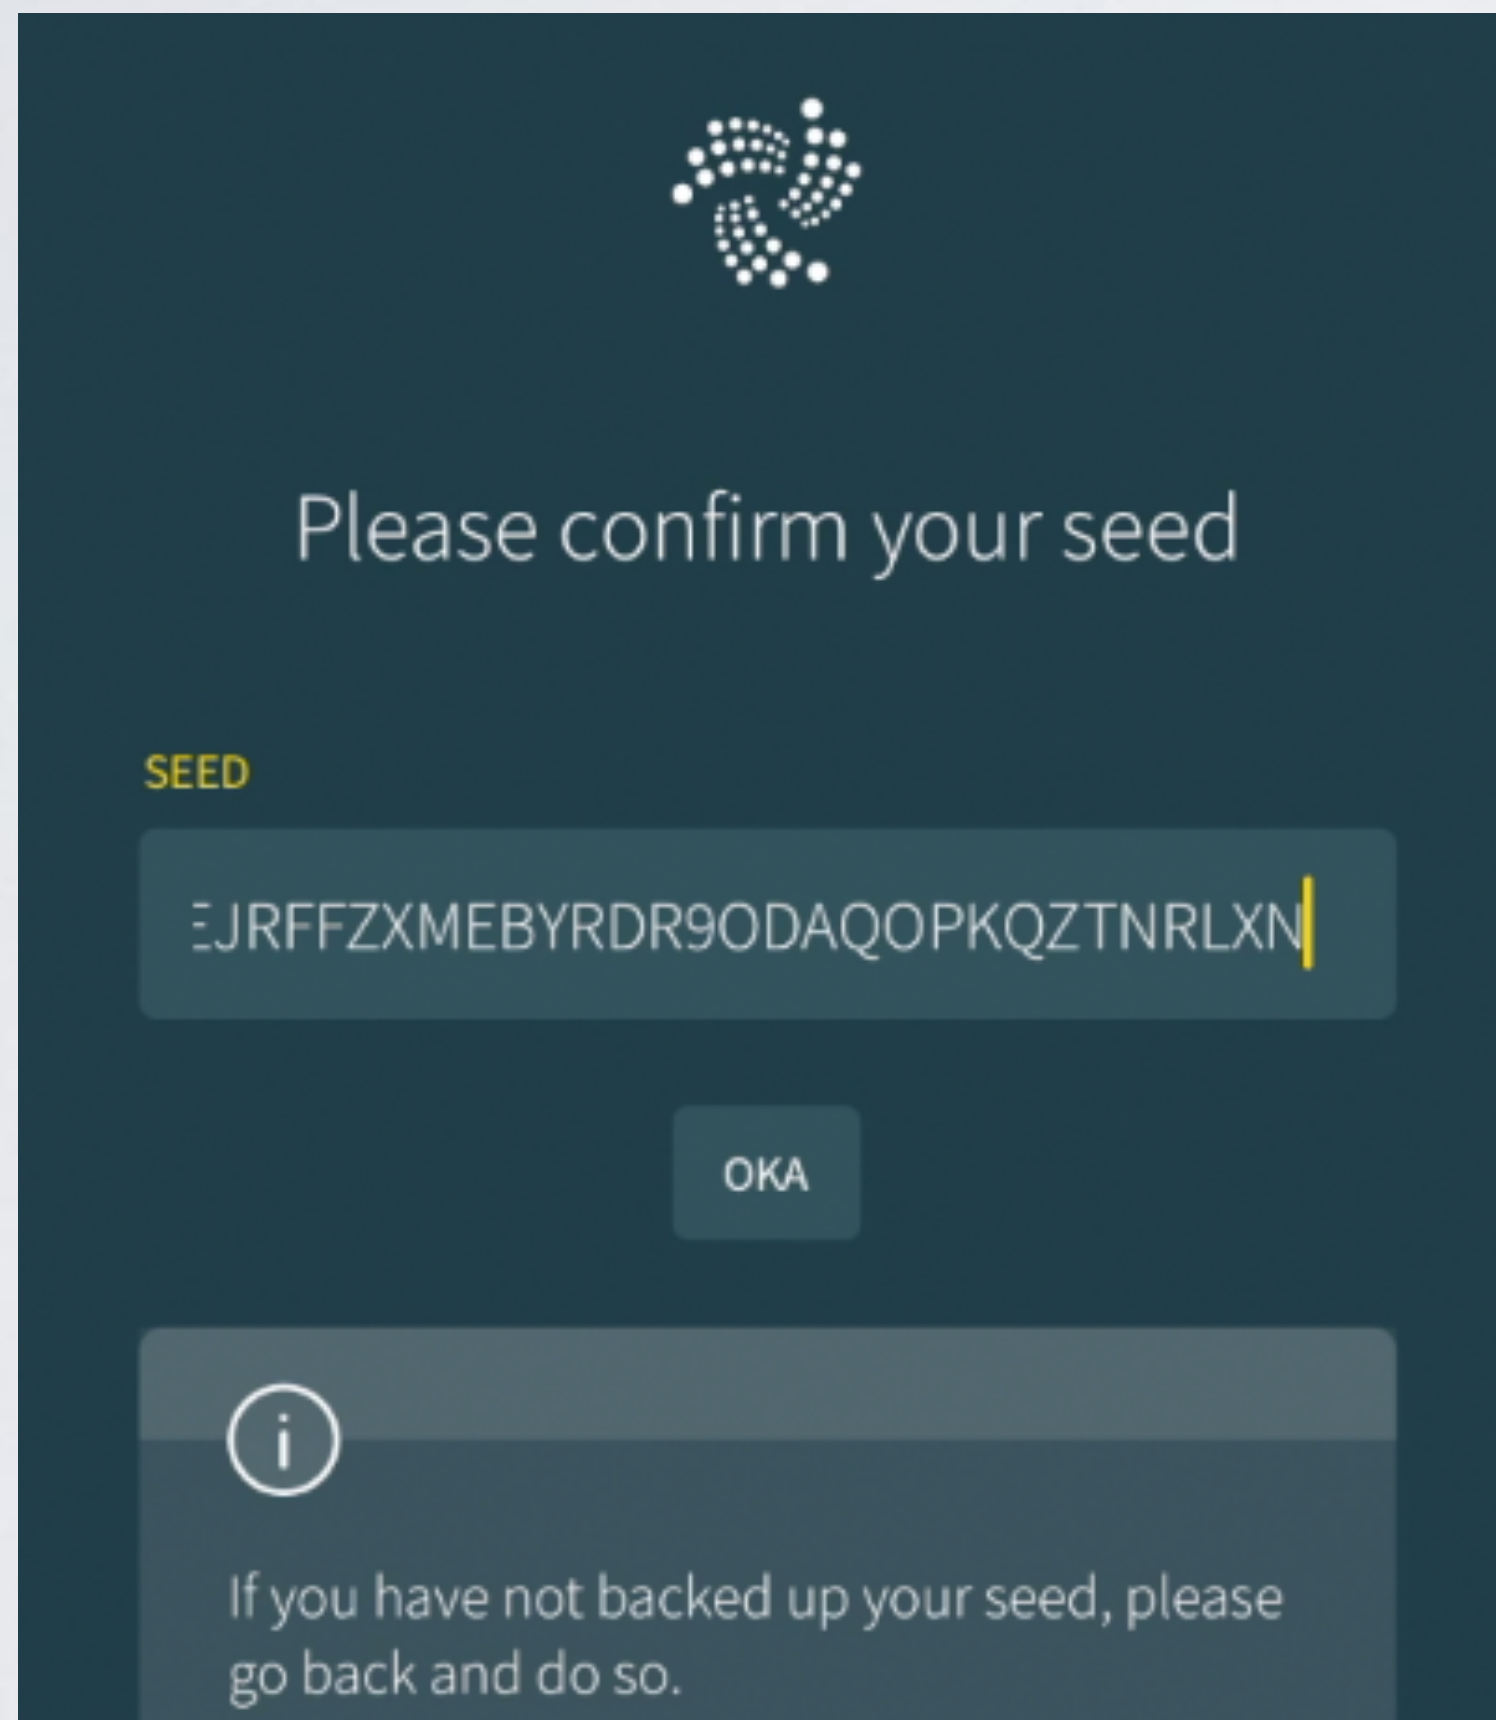 Please confirm your seed
SEED
EJRFFZXMEBYRDR9ODAQOPKQZTNRLXN
OKA
i
If you have not backed up your seed, please
go back and do so.